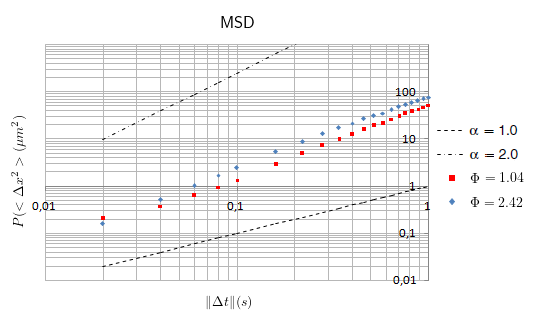 MSD
P(< Δx² > (μm²)
100
10
1
0,01 0,1 1
0,1
0,01
‖Δt‖(s)
α = 1.0
α = 2.0
Φ = 1.04
Φ = 2.42